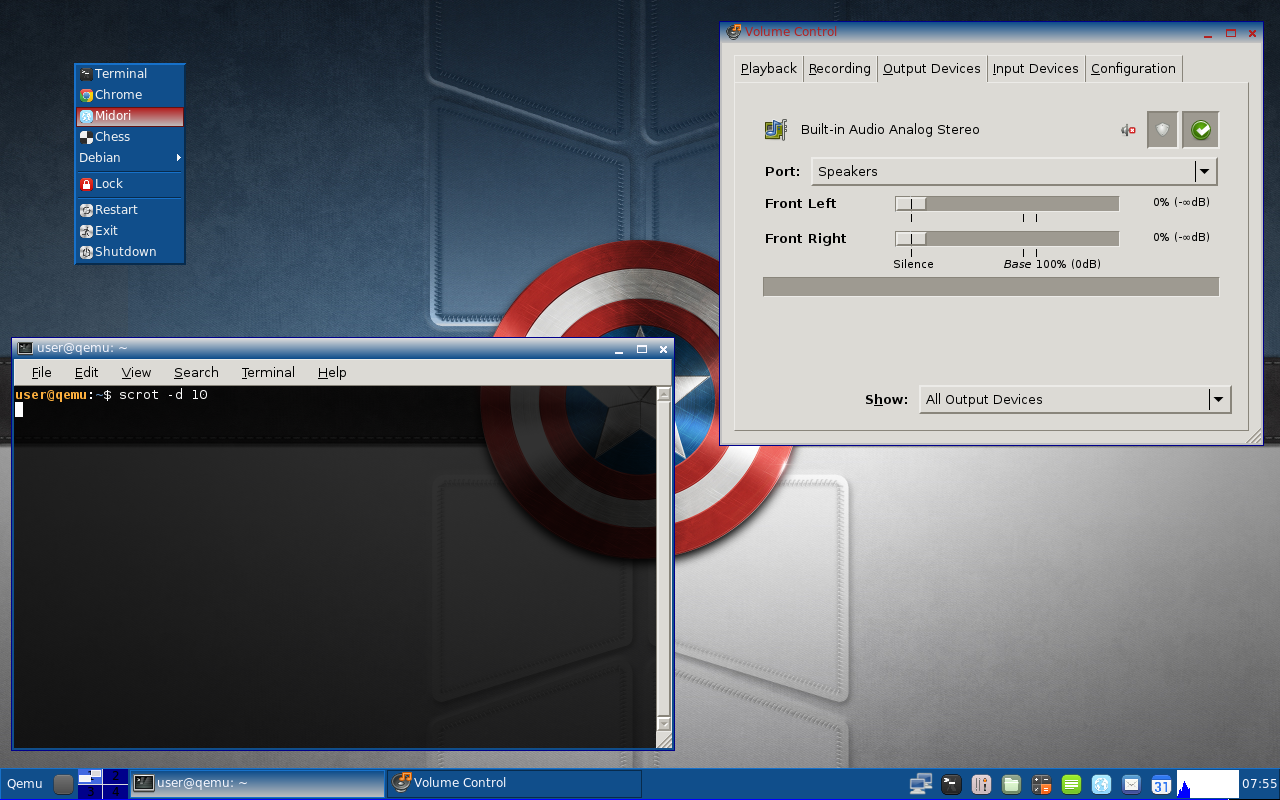 Terminal
Chrome
Midori
Chess
Debian
Lock
Restart
Exit
Shutdown
Volume Control
Playback Recording Output Devices Input Devices Configuration
Built-in Audio Analog Stereo
Port: Speakers
Front Left 0% (-∞dB)
Front Right 0% (-∞dB)
Silence Base 100% (0dB)
Show: All Output Devices
user@qemu: ~
File Edit View Search Terminal Help
user@qemu:~$ scrot -d 10
Qemu user@qemu: ~ Volume Control 31 07:55